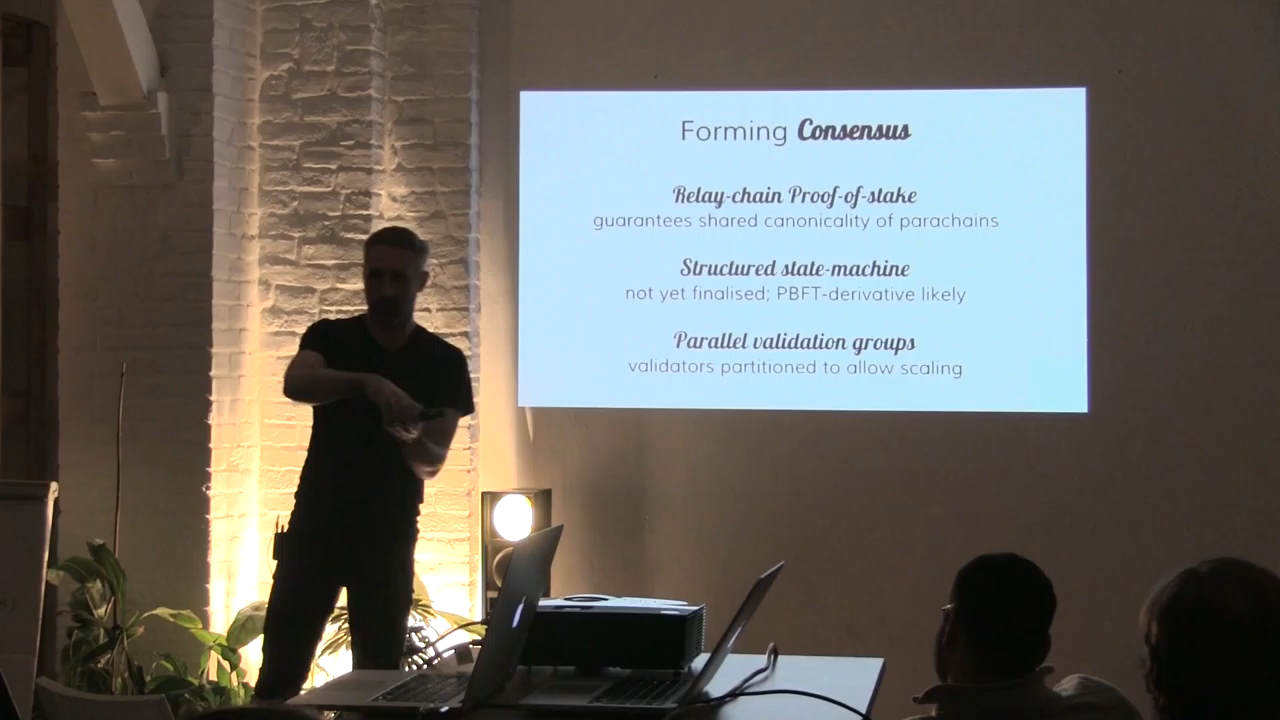 Forming Consensus
Relay-chain Proof-of-stake
guarantees shared canonicality of parachains
Structured state-machine
not yet finalised; PBFT-derivative likely
Parallel validation groups
validators partitioned to allow scaling